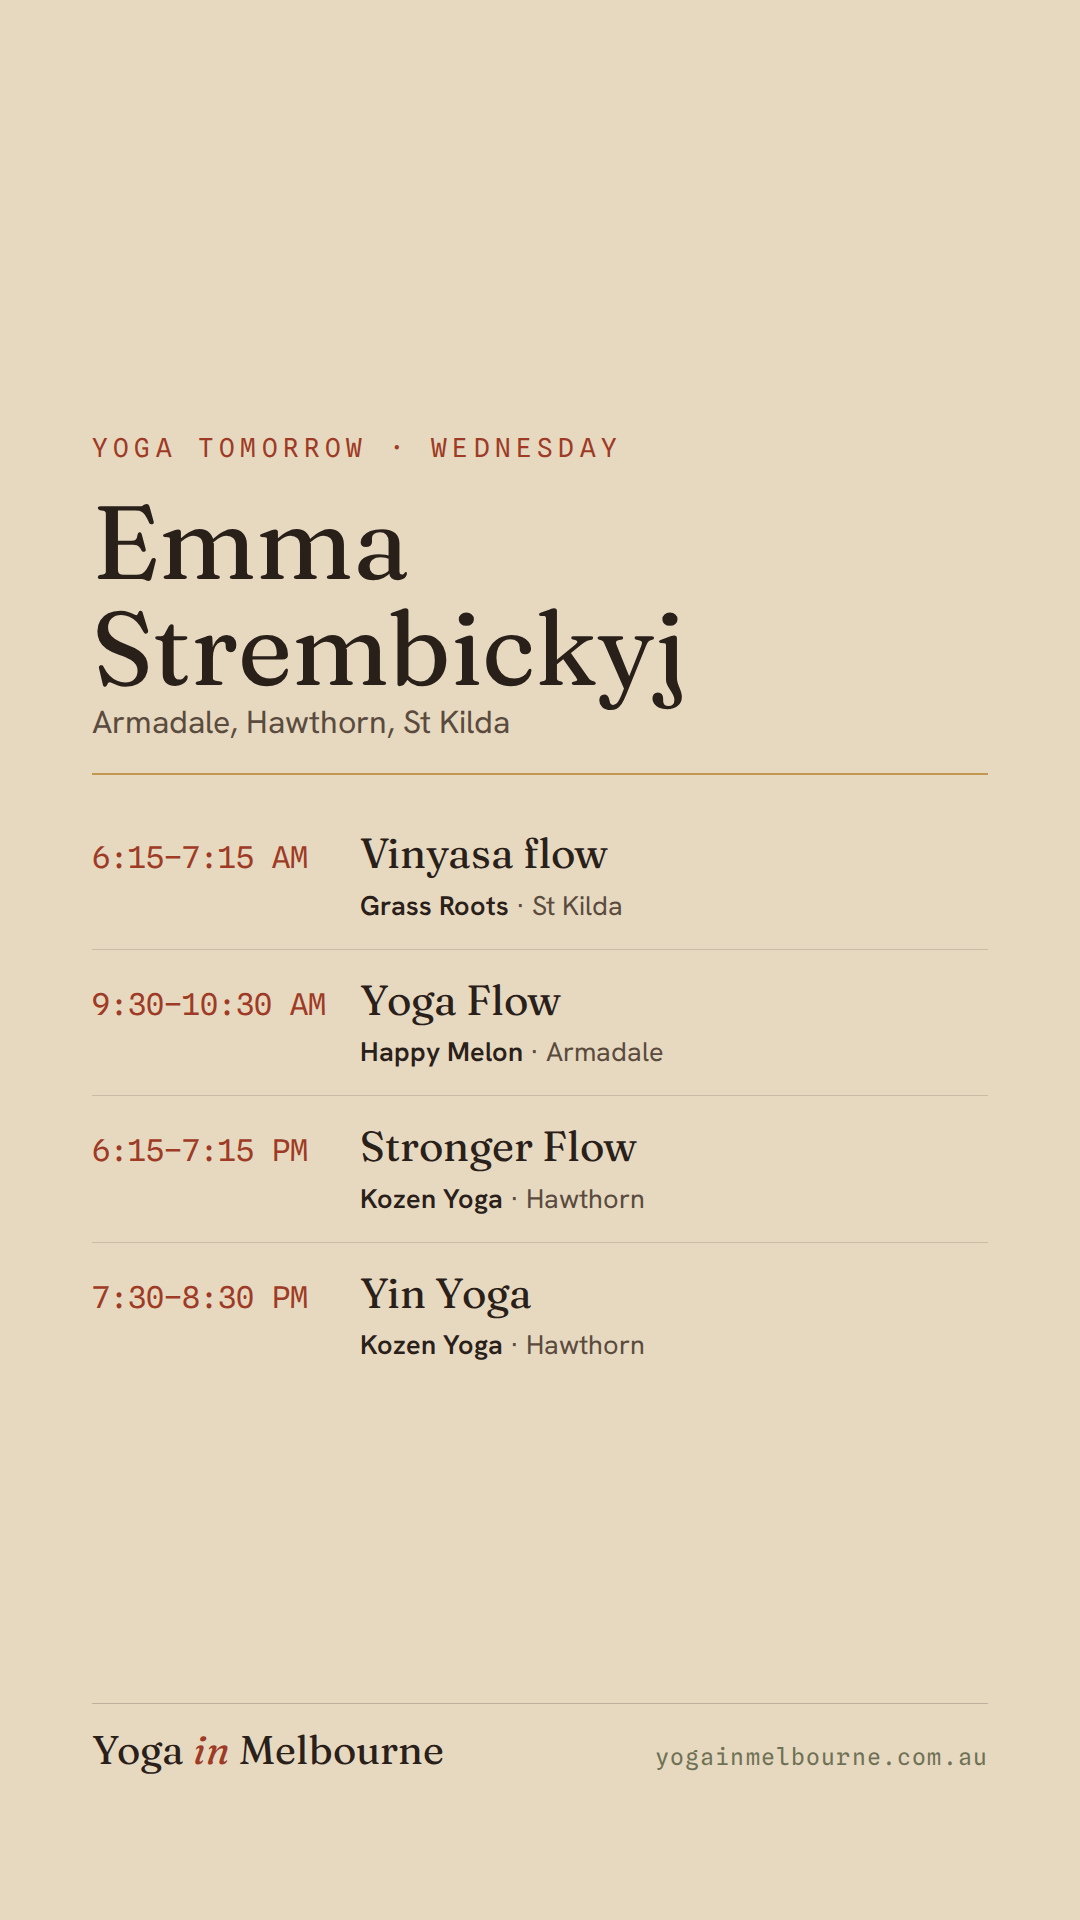 YOGA TOMORROW · WEDNESDAY
Emma
Strembickyj
Armadale, Hawthorn, St Kilda
6:15–7:15 AM
Vinyasa flow
Grass Roots · St Kilda
9:30–10:30 AM
Yoga Flow
Happy Melon · Armadale
6:15–7:15 PM
Stronger Flow
Kozen Yoga · Hawthorn
7:30–8:30 PM
Yin Yoga
Kozen Yoga · Hawthorn
Yoga in Melbourne
yogainmelbourne.com.au